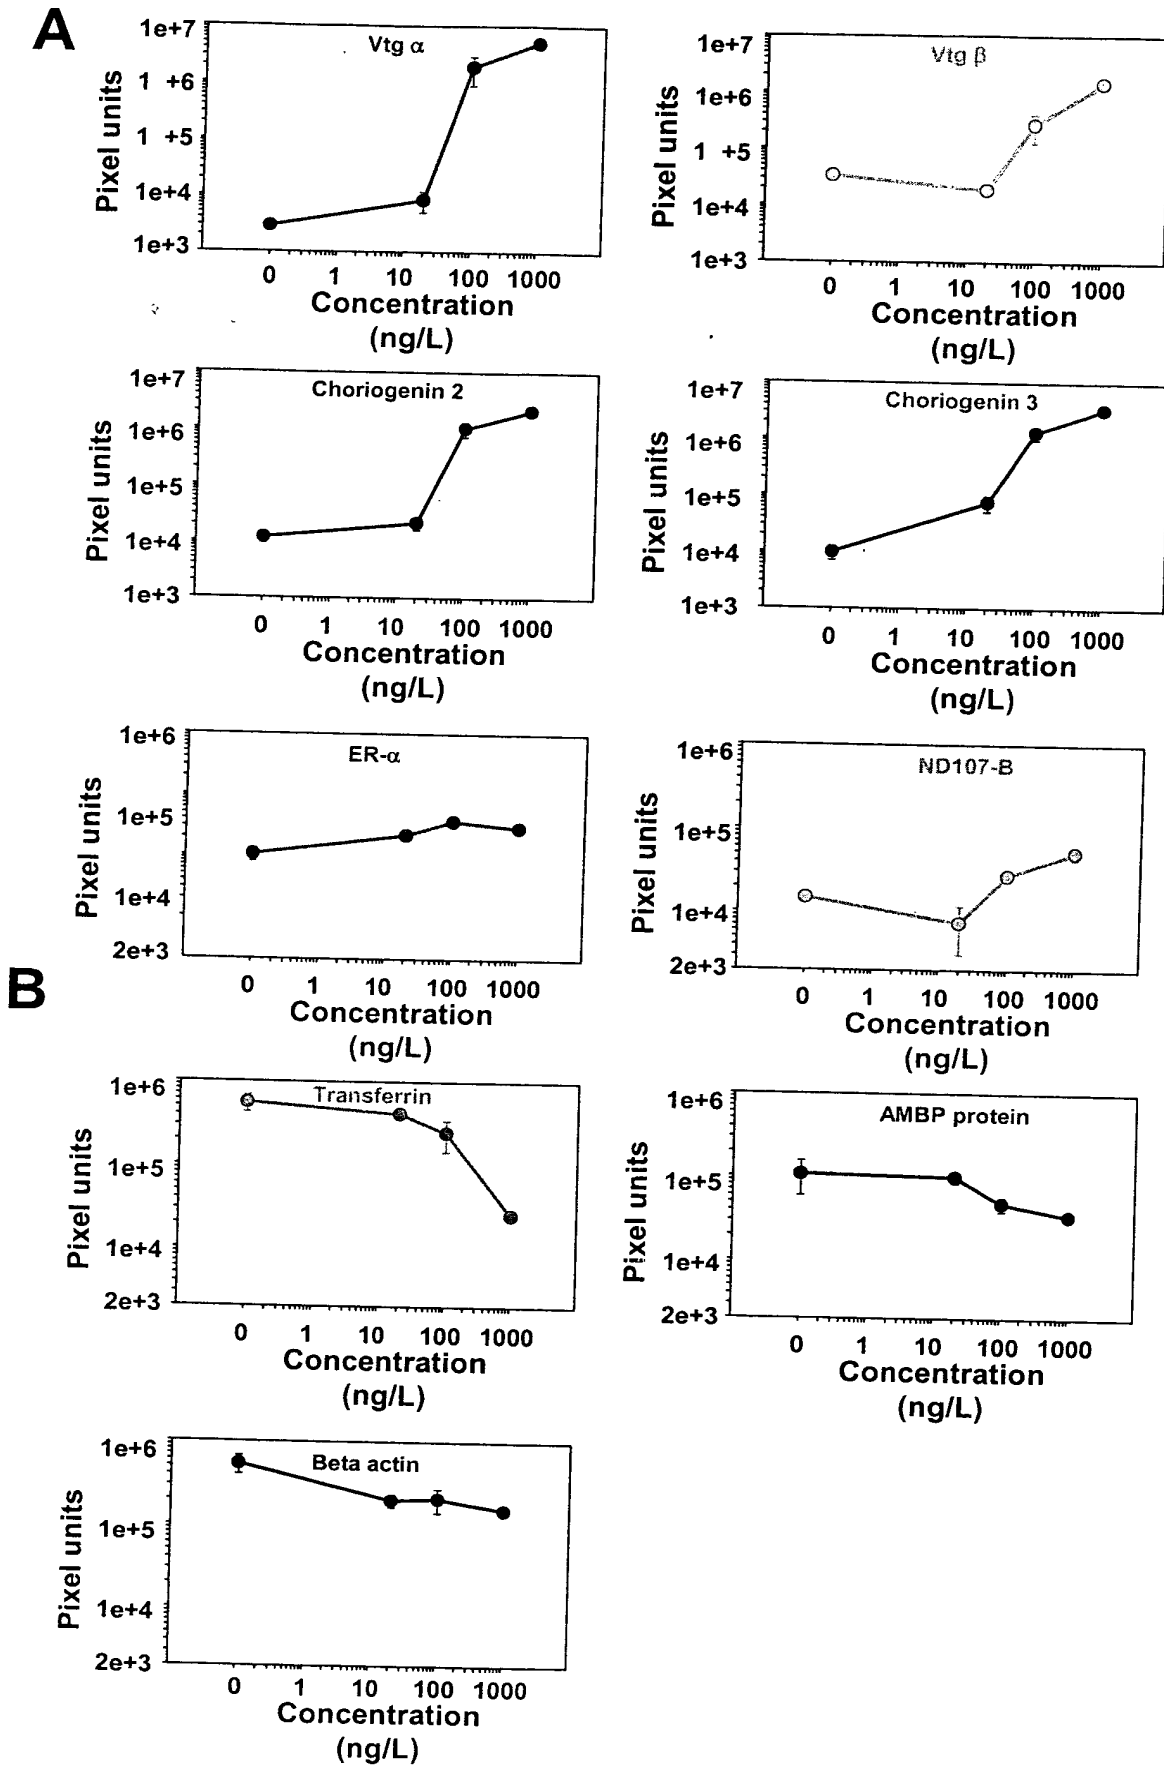 A
Vtg α
1e+7
1 +6
1 +5
1e+4
1e+3
Pixel units
0 1 10 100 1000
Concentration
(ng/L)
Vtg β
1e+7
1e+6
1 +5
1e+4
1e+3
Pixel units
0 1 10 100 1000
Concentration
(ng/L)
Choriogenin 2
1e+7
1e+6
1e+5
1e+4
1e+3
Pixel units
0 1 10 100 1000
Concentration
(ng/L)
Choriogenin 3
1e+7
1e+6
1e+5
1e+4
1e+3
Pixel units
0 1 10 100 1000
Concentration
(ng/L)
ER-α
1e+6
1e+5
1e+4
2e+3
Pixel units
0 1 10 100 1000
Concentration
(ng/L)
ND107-B
1e+6
1e+5
1e+4
2e+3
Pixel units
0 1 10 100 1000
Concentration
(ng/L)
B
Transferrin
1e+6
1e+5
1e+4
2e+3
Pixel units
0 1 10 100 1000
Concentration
(ng/L)
AMBP protein
1e+6
1e+5
1e+4
2e+3
Pixel units
0 1 10 100 1000
Concentration
(ng/L)
Beta actin
1e+6
1e+5
1e+4
2e+3
Pixel units
0 1 10 100 1000
Concentration
(ng/L)